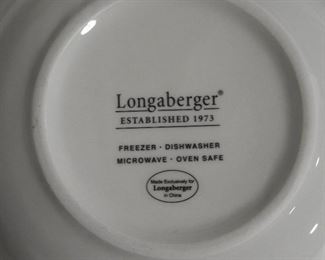 Longaberger®
ESTABLISHED 1973
FREEZER · DISHWASHER
MICROWAVE · OVEN SAFE
Made Exclusively for
Longaberger
in China